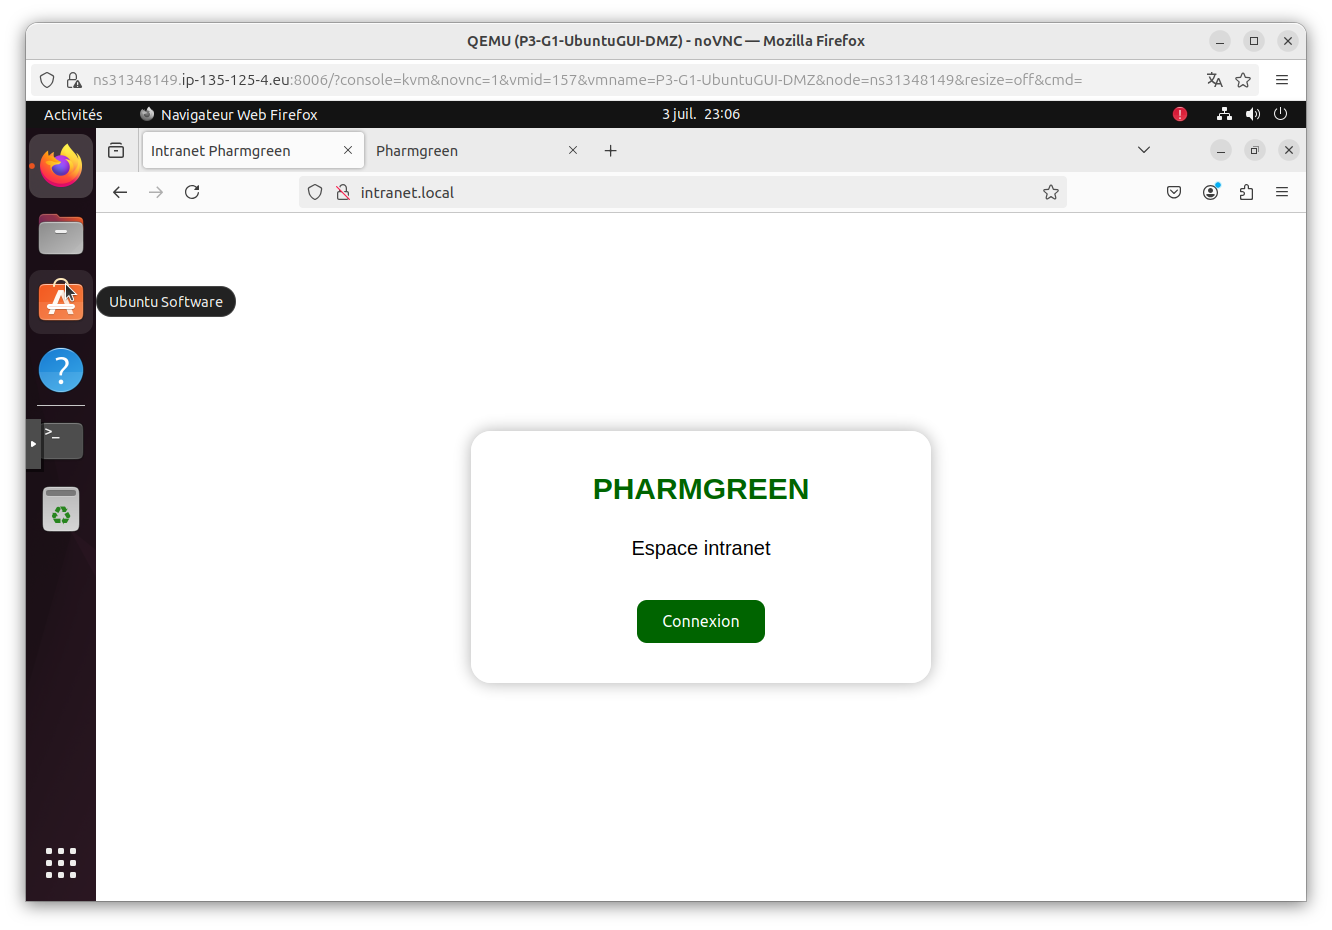 QEMU (P3-G1-UbuntuGUI-DMZ) - noVNC — Mozilla Firefox
ns31348149.ip-135-125-4.eu:8006/?console=kvm&novnc=1&vmid=157&vmname=P3-G1-UbuntuGUI-DMZ&node=ns31348149&resize=off&cmd=
Activités Navigateur Web Firefox 3 juil. 23:06
Intranet Pharmgreen Pharmgreen
intranet.local
Ubuntu Software
PHARMGREEN
Espace intranet
Connexion